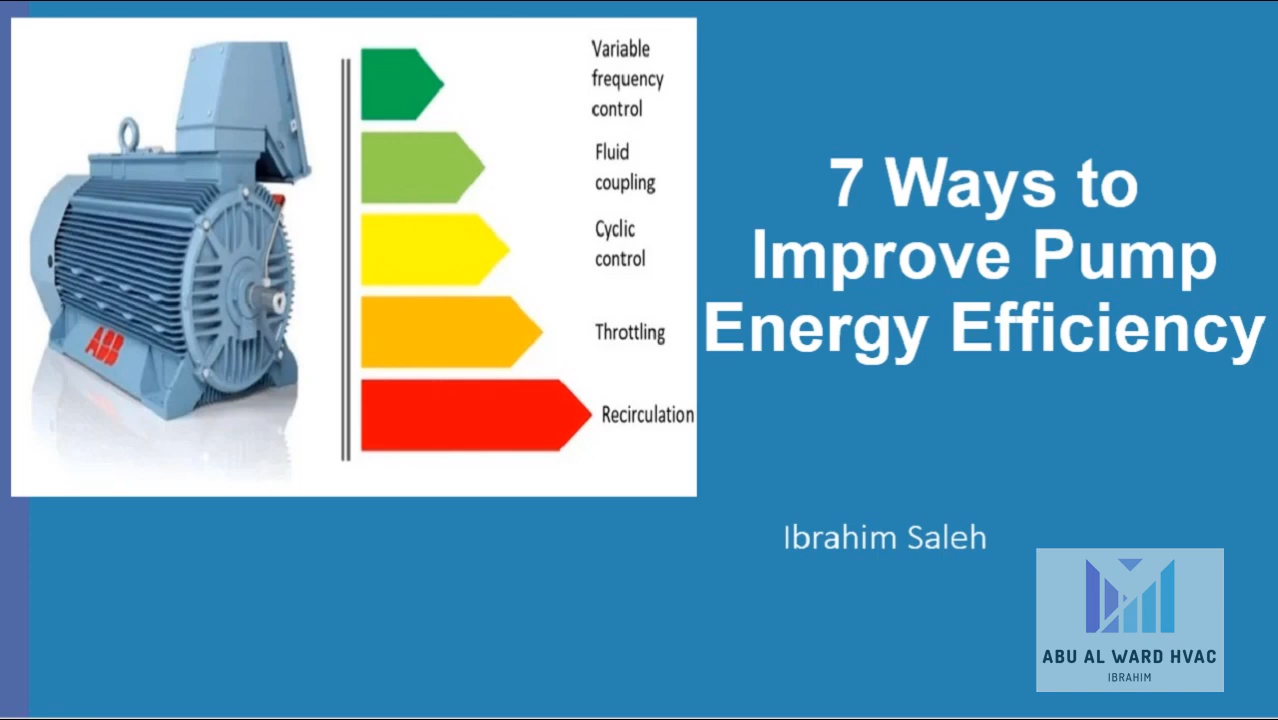 Variable
frequency
control
Fluid
coupling
Cyclic
control
Throttling
Recirculation
ABB
7 Ways to
Improve Pump
Energy Efficiency
Ibrahim Saleh
ABU AL WARD HVAC
IBRAHIM